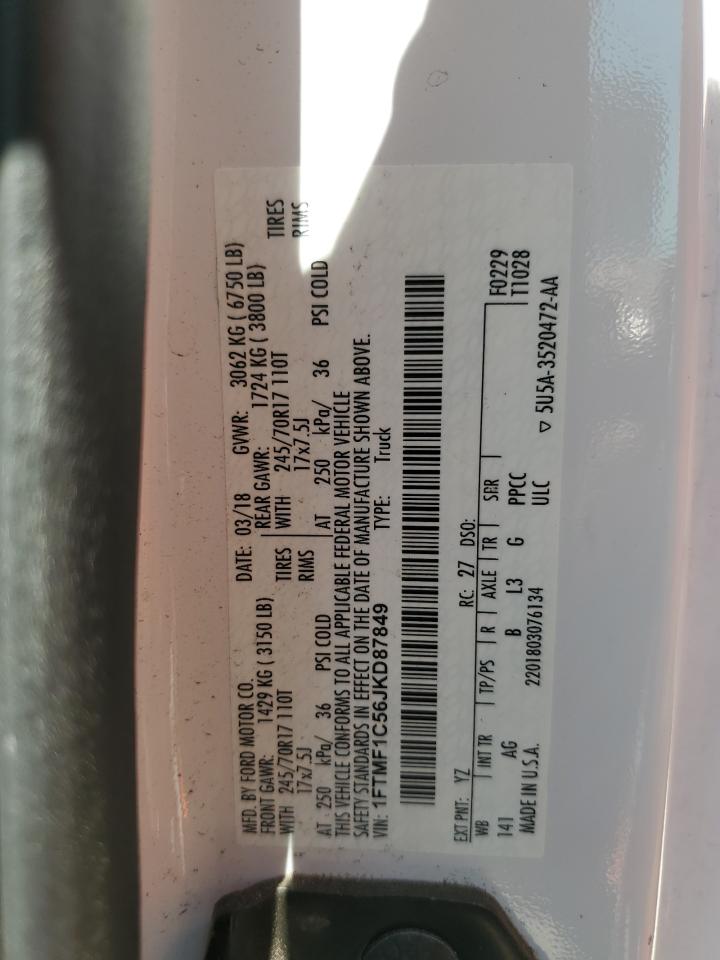 MFD. BY FORD MOTOR CO. DATE: 03/18 GVWR: 3062 KG ( 6750 LB)
FRONT GAWR: 1429 KG ( 3150 LB) REAR GAWR: 1724 KG ( 3800 LB)
WITH 245/70R17 110T TIRES WITH 245/70R17 110T TIRES
17x7.5J RIMS 17x7.5J RIMS
AT 250 kPa/ 36 PSI COLD AT 250 kPa/ 36 PSI COLD
THIS VEHICLE CONFORMS TO ALL APPLICABLE FEDERAL MOTOR VEHICLE
SAFETY STANDARDS IN EFFECT ON THE DATE OF MANUFACTURE SHOWN ABOVE.
VIN: 1FTMF1C56JKD87849 TYPE: Truck
EXT PNT: YZ RC: 27 DSO: F0229
WB INT TR TP/PS R AXLE TR SPR T1028
141 AG B L3 G PPCC
MADE IN U.S.A. 2201803076134 ULC ▽ 5U5A-3520472-AA